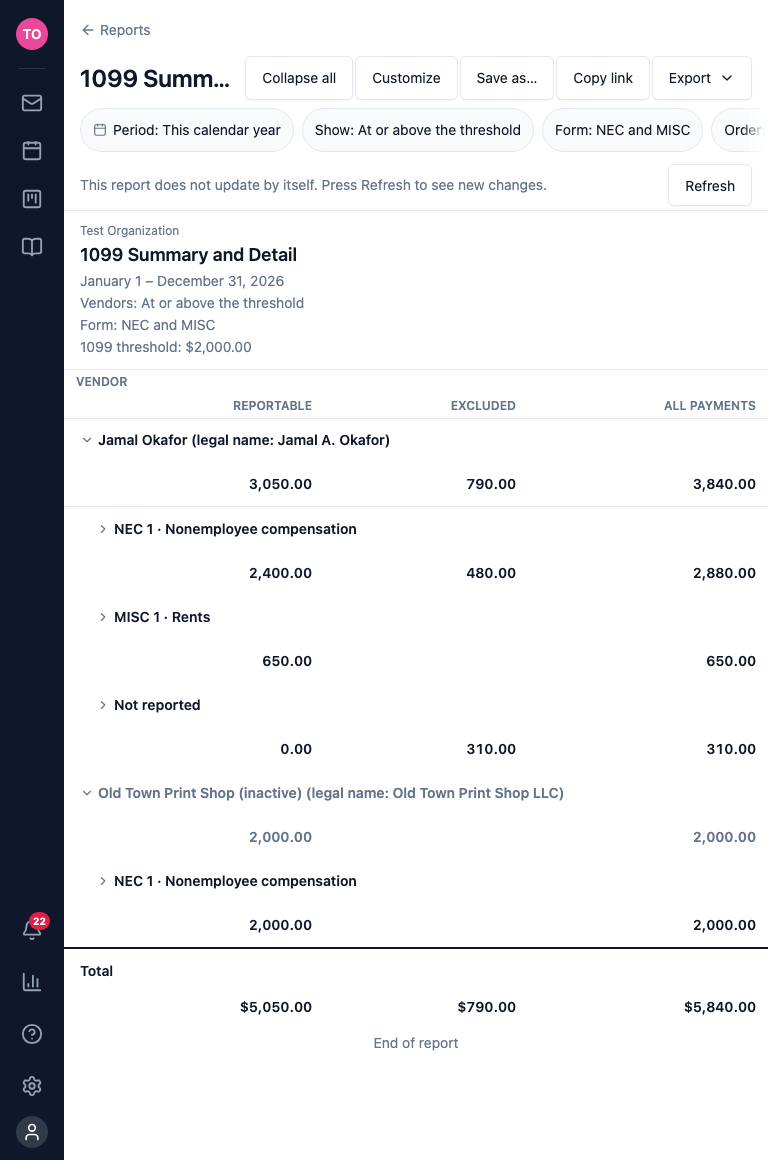 TO
Reports
1099 Summ...
Collapse all
Customize
Save as...
Copy link
Export
Period: This calendar year
Show: At or above the threshold
Form: NEC and MISC
Order
This report does not update by itself. Press Refresh to see new changes.
Refresh
Test Organization
1099 Summary and Detail
January 1 – December 31, 2026
Vendors: At or above the threshold
Form: NEC and MISC
1099 threshold: $2,000.00
VENDOR
REPORTABLE EXCLUDED ALL PAYMENTS
Jamal Okafor (legal name: Jamal A. Okafor)
3,050.00 790.00 3,840.00
NEC 1 · Nonemployee compensation
2,400.00 480.00 2,880.00
MISC 1 · Rents
650.00 650.00
Not reported
0.00 310.00 310.00
Old Town Print Shop (inactive) (legal name: Old Town Print Shop LLC)
2,000.00 2,000.00
NEC 1 · Nonemployee compensation
2,000.00 2,000.00
Total
$5,050.00 $790.00 $5,840.00
End of report
22